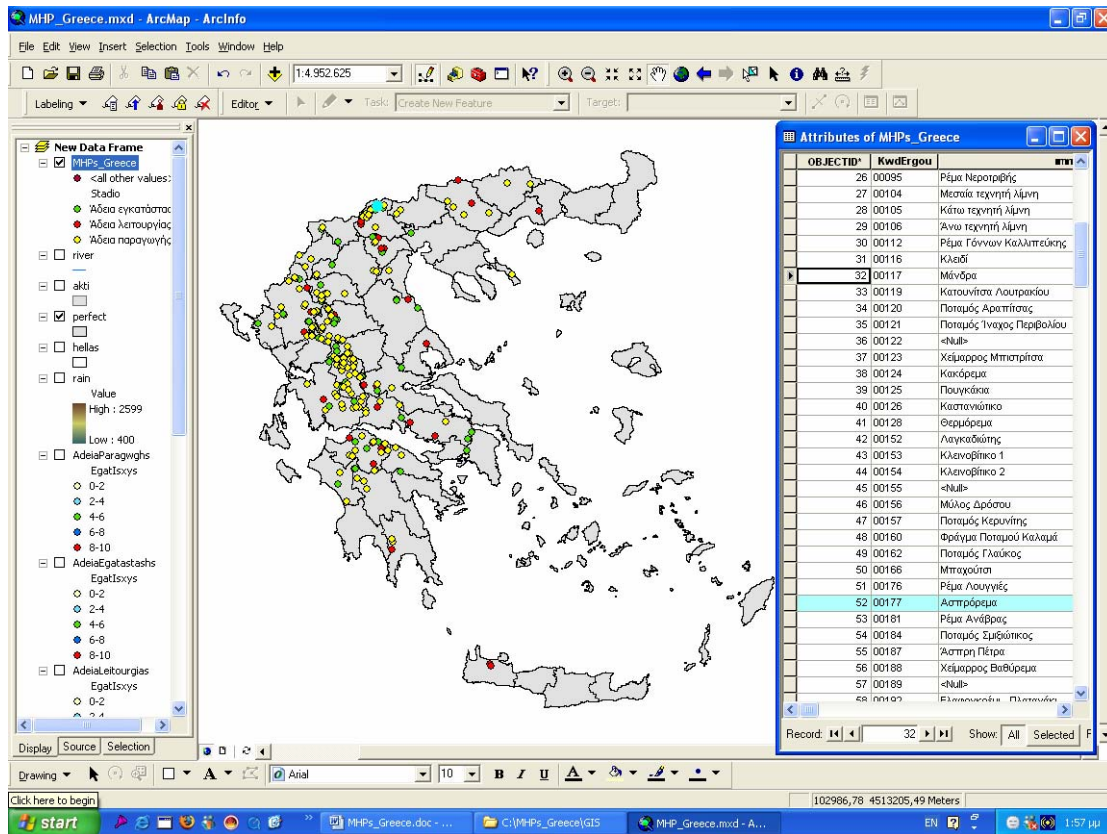 MHP_Greece.mxd - ArcMap - ArcInfo
File Edit View Insert Selection Tools Window Help
1:4.952.625
Labeling Editor Task: Create New Feature Target:
New Data Frame
MHPs_Greece
<all other values>
Stadio
Άδεια εγκατάστασ
Άδεια λειτουργίας
Άδεια παραγωγής
river
akti
perfect
hellas
rain
Value
High : 2599
Low : 400
AdeiaParagwghs
EgatIsxys
0-2
2-4
4-6
6-8
8-10
AdeiaEgatastashs
EgatIsxys
0-2
2-4
4-6
6-8
8-10
AdeiaLeitourgias
EgatIsxys
0-2
2-4
Display Source Selection
Attributes of MHPs_Greece
OBJECTID* KwdErgou
26 00095 Ρέμα Νεροτριβής
27 00104 Μεσαία τεχνητή λίμνη
28 00105 Κάτω τεχνητή λίμνη
29 00106 Άνω τεχνητή λίμνη
30 00112 Ρέμα Γόννων Καλλιπεύκης
31 00116 Κλειδί
32 00117 Μάνδρα
33 00119 Κατουνίτσα Λουτρακίου
34 00120 Ποταμός Αραπίτσας
35 00121 Ποταμός Ίναχος Περιβολίου
36 00122 <Null>
37 00123 Χείμαρρος Μπιστρίτσα
38 00124 Κακόρεμα
39 00125 Πουγκάκια
40 00126 Καστανιώτικο
41 00128 Θερμόρεμα
42 00152 Λαγκαδιώτης
43 00153 Κλεινοβίτικο 1
44 00154 Κλεινοβίτικο 2
45 00155 <Null>
46 00156 Μύλος Δρόσου
47 00157 Ποταμός Κερυνίτης
48 00160 Φράγμα Ποταμού Καλαμά
49 00162 Ποταμός Γλαύκος
50 00166 Μπαχούτσι
51 00176 Ρέμα Λουγγιές
52 00177 Ασπρόρεμα
53 00181 Ρέμα Ανάβρας
54 00184 Ποταμός Σμιξιώτικος
55 00187 Άσπρη Πέτρα
56 00188 Χείμαρρος Βαθύρεμα
57 00189 <Null>
58 00192
Record: 32 Show: All Selected
Drawing Arial 10 B I U A
Click here to begin
102986,78 4513205,49 Meters
start MHPs_Greece.doc - ... C:\MHPs_Greece\GIS MHP_Greece.mxd - A... EN 1:57 μμ